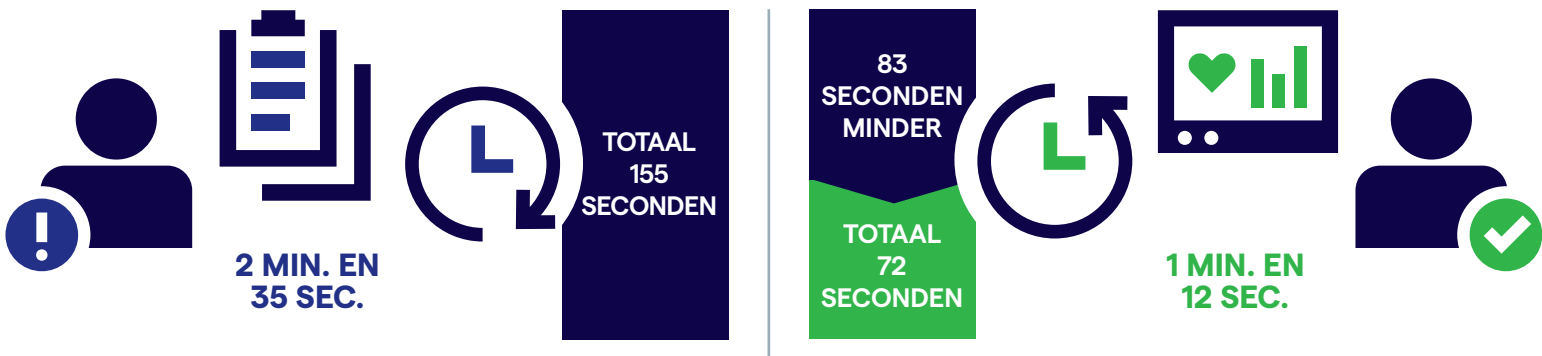 2 MIN. EN
35 SEC.
TOTAAL
155
SECONDEN
83
SECONDEN
MINDER
TOTAAL
72
SECONDEN
1 MIN. EN
12 SEC.